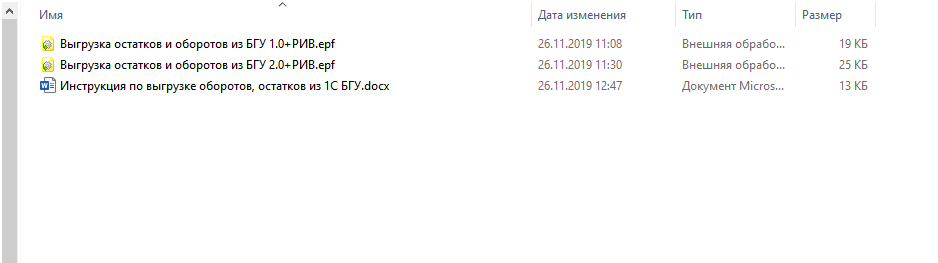 Имя Дата изменения Тип Размер
Выгрузка остатков и оборотов из БГУ 1.0+РИВ.epf 26.11.2019 11:08 Внешняя обрабо... 19 КБ
Выгрузка остатков и оборотов из БГУ 2.0+РИВ.epf 26.11.2019 11:30 Внешняя обрабо... 25 КБ
Инструкция по выгрузке оборотов, остатков из 1С БГУ.docx 26.11.2019 12:47 Документ Micros... 13 КБ